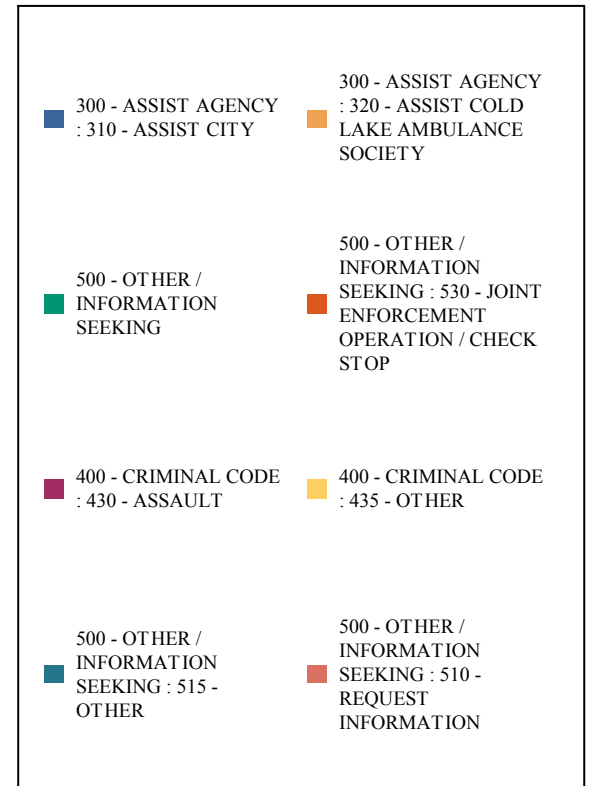 300 - ASSIST AGENCY
: 310 - ASSIST CITY
300 - ASSIST AGENCY
: 320 - ASSIST COLD
LAKE AMBULANCE
SOCIETY
500 - OTHER /
INFORMATION
SEEKING
500 - OTHER /
INFORMATION
SEEKING : 530 - JOINT
ENFORCEMENT
OPERATION / CHECK
STOP
400 - CRIMINAL CODE
: 430 - ASSAULT
400 - CRIMINAL CODE
: 435 - OTHER
500 - OTHER /
INFORMATION
SEEKING : 515 -
OTHER
500 - OTHER /
INFORMATION
SEEKING : 510 -
REQUEST
INFORMATION